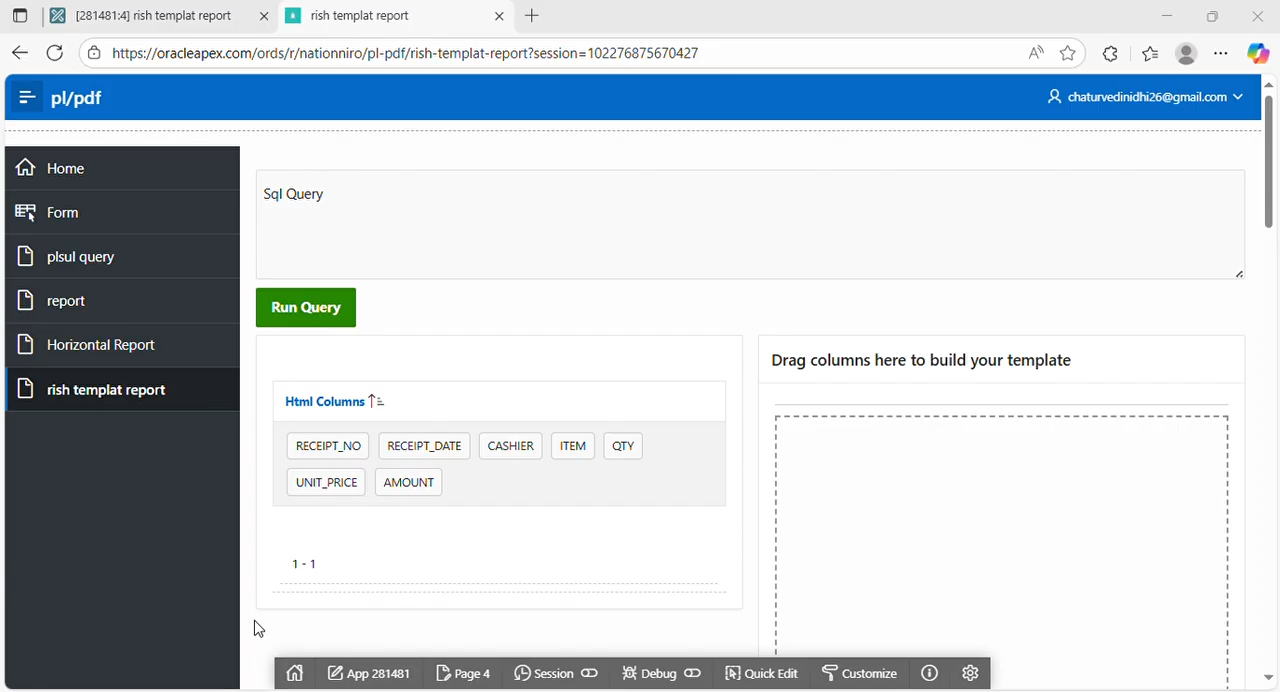 [281481:4] rish templat report
rish templat report
https://oracleapex.com/ords/r/nationniro/pl-pdf/rish-templat-report?session=102276875670427
pl/pdf
chaturvedinidhi26@gmail.com
Home
Form
plsul query
report
Horizontal Report
rish templat report
Sql Query
Run Query
Html Columns
RECEIPT_NO RECEIPT_DATE CASHIER ITEM QTY
UNIT_PRICE AMOUNT
1 - 1
Drag columns here to build your template
App 281481 Page 4 Session Debug Quick Edit Customize